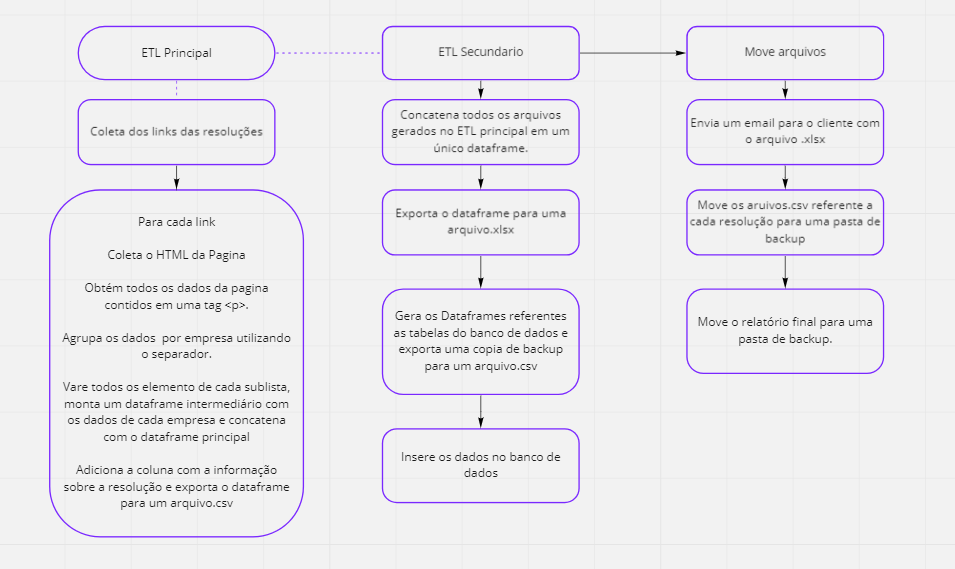 ETL Principal
Coleta dos links das resoluções
Para cada link
Coleta o HTML da Pagina
Obtém todos os dados da pagina
contidos em uma tag <p>.
Agrupa os dados por empresa utilizando
o separador.
Vare todos os elemento de cada sublista,
monta um dataframe intermediário com
os dados de cada empresa e concatena
com o dataframe principal
Adiciona a coluna com a informação
sobre a resolução e exporta o dataframe
para um arquivo.csv
ETL Secundario
Concatena todos os arquivos
gerados no ETL principal em um
único dataframe.
Exporta o dataframe para uma
arquivo.xlsx
Gera os Dataframes referentes
as tabelas do banco de dados e
exporta uma copia de backup
para um arquivo.csv
Insere os dados no banco de
dados
Move arquivos
Envia um email para o cliente com
o arquivo .xlsx
Move os aruivos.csv referente a
cada resolução para uma pasta de
backup
Move o relatório final para uma
pasta de backup.